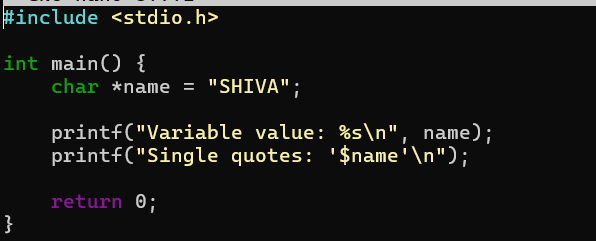 #include <stdio.h>
int main() {
    char *name = "SHIVA";
    printf("Variable value: %s\n", name);
    printf("Single quotes: '$name'\n");
    return 0;
}